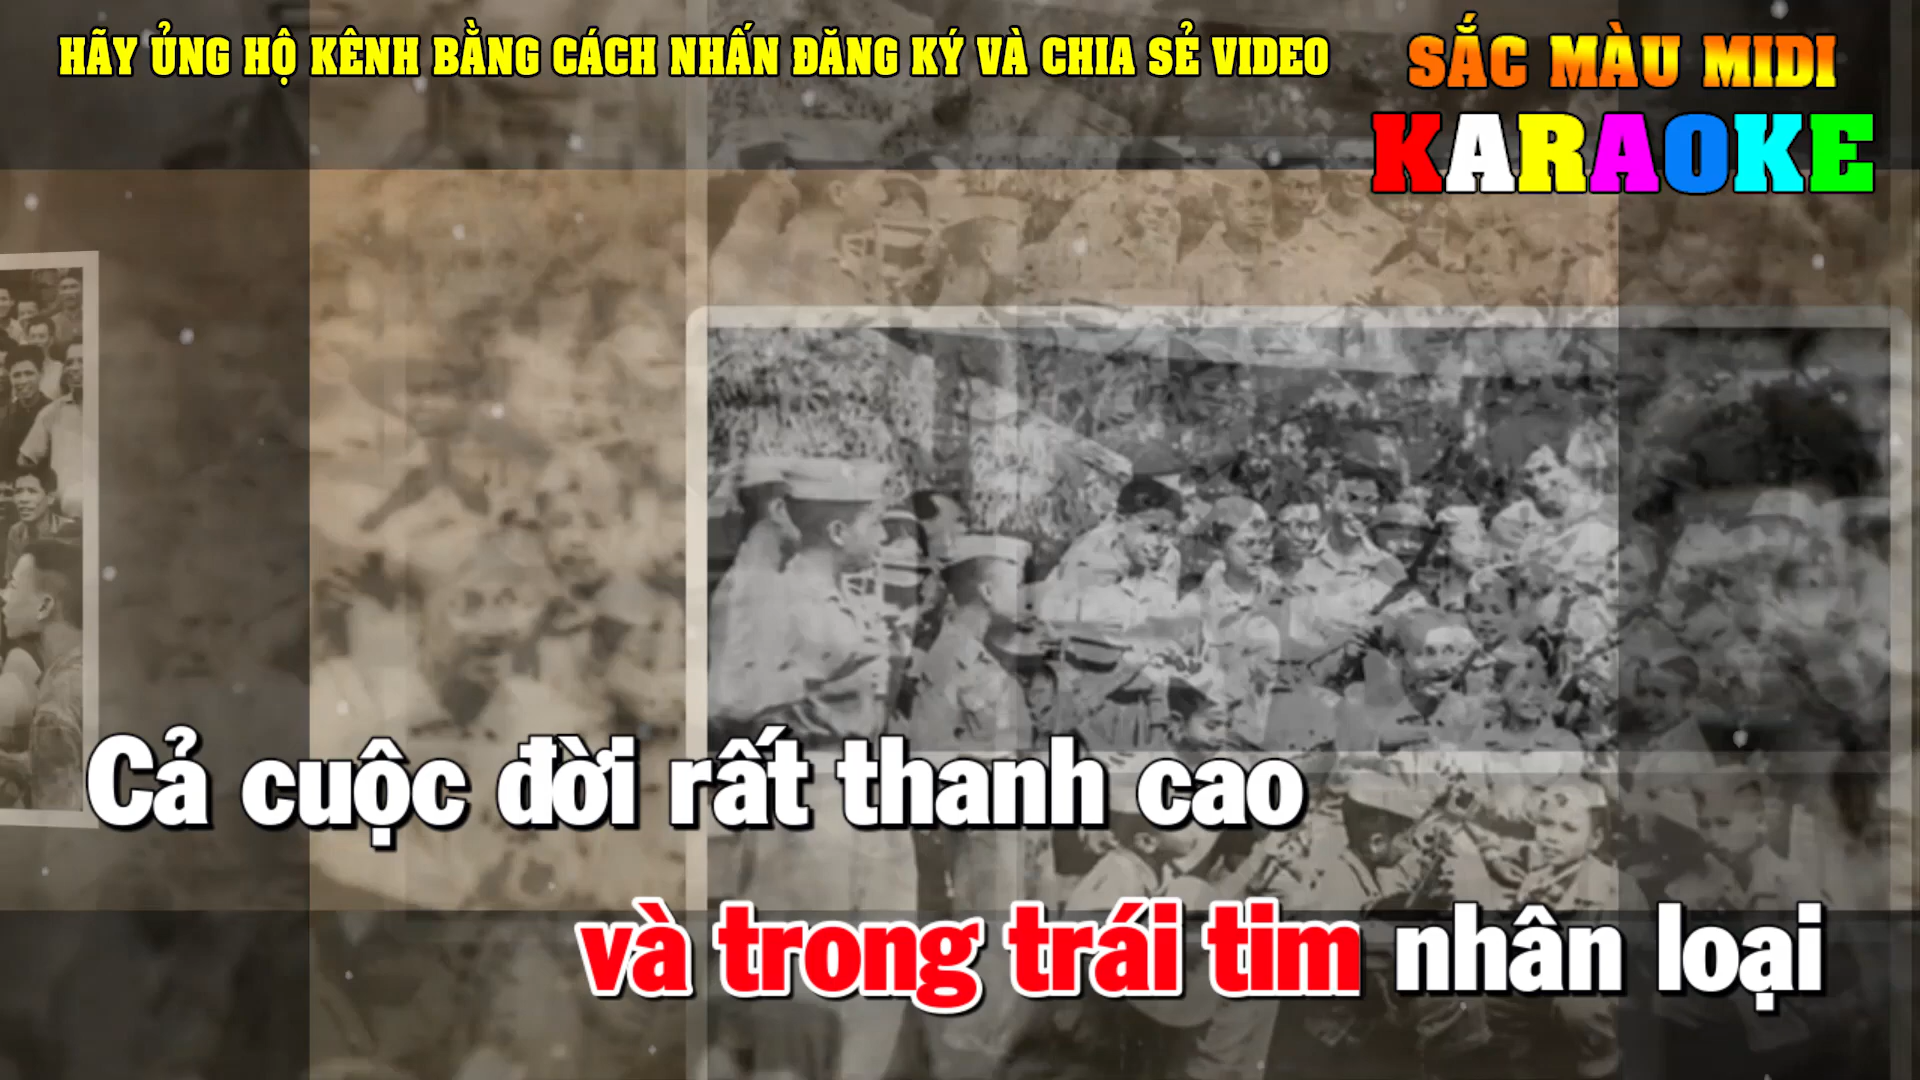 HÃY ỦNG HỘ KÊNH BẰNG CÁCH NHẤN ĐĂNG KÝ VÀ CHIA SẺ VIDEO
SẮC MÀU MIDI
KARAOKE
Cả cuộc đời rất thanh cao
và trong trái tim nhân loại